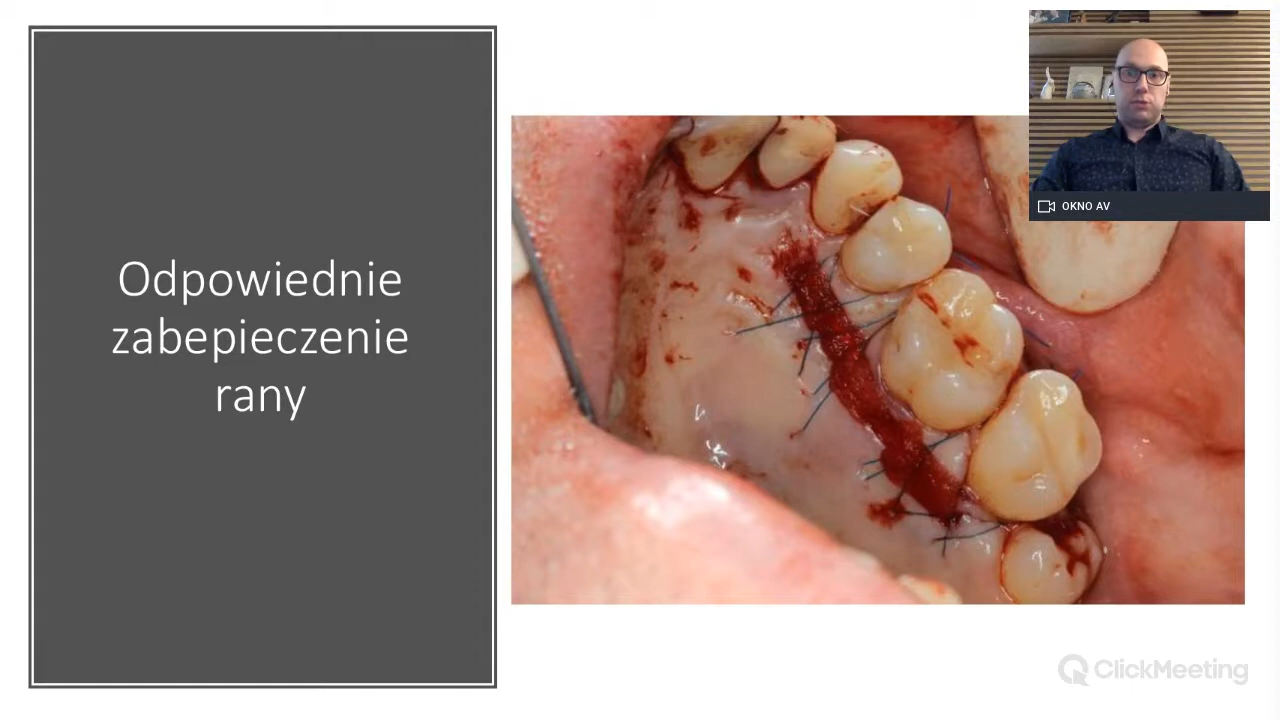 Odpowiednie
zabepieczenie
rany
OKNO AV
ClickMeeting